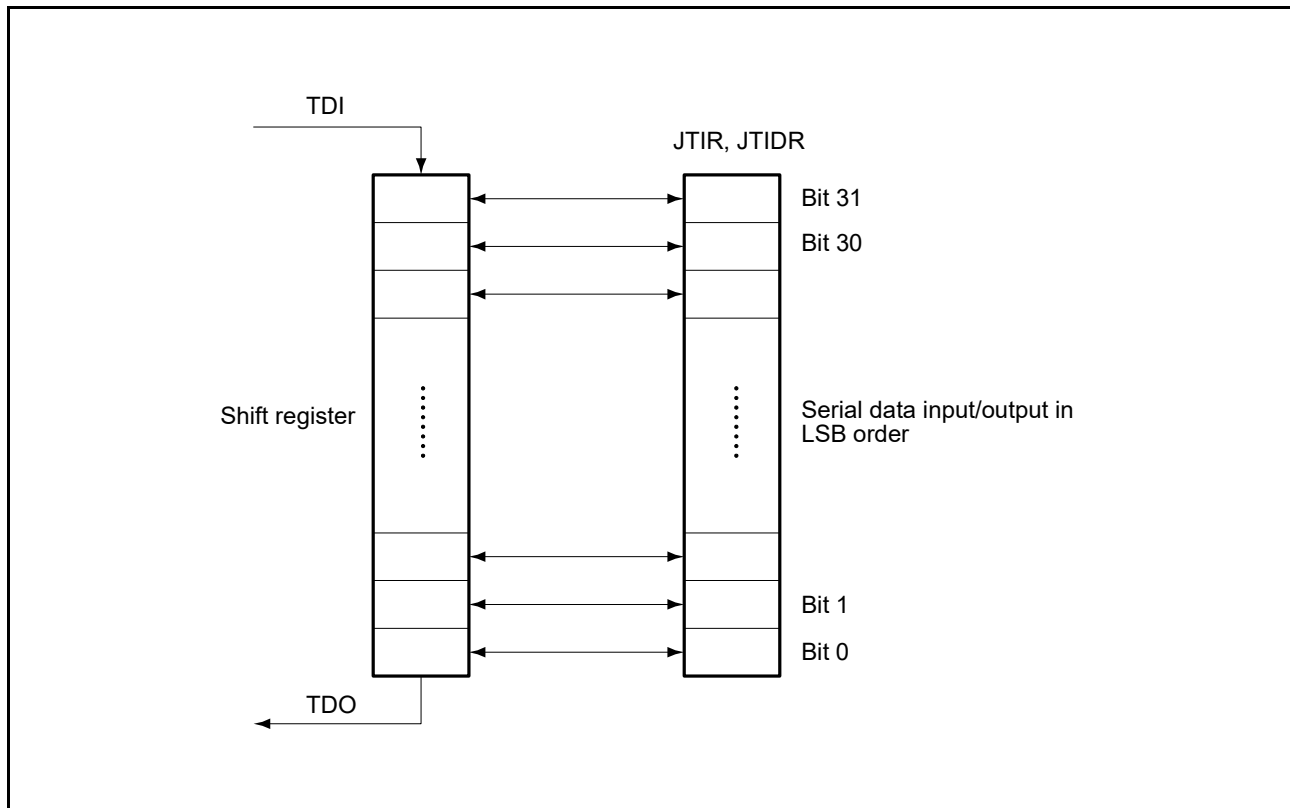 TDI
JTIR, JTIDR
Bit 31
Bit 30
Shift register
Serial data input/output in
LSB order
Bit 1
Bit 0
TDO